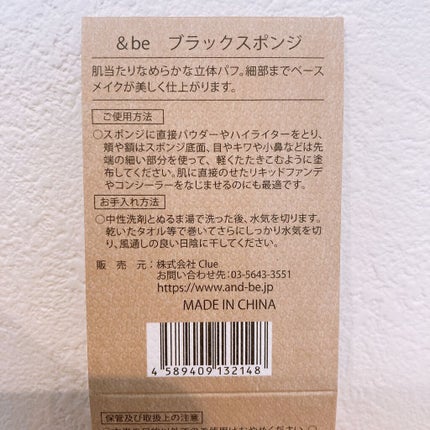 &be ブラックスポンジ
肌当たりなめらかな立体パフ。細部までベース
メイクが美しく仕上がります。
ご使用方法
○スポンジに直接パウダーやハイライターをとり、
頬や額はスポンジ底面、目やキワや小鼻などは先
端の細い部分を使って、軽くたたきこむように塗
布してください。肌に直接のせたリキッドファンデ
やコンシーラーをなじませるのにも最適です。
お手入れ方法
○中性洗剤とぬるま湯で洗った後、水気を切ります。
乾いたタオル等で巻いてさらにしっかり水気を切
り、風通しの良い日陰に干してください。
販売元：株式会社 Clue
お問い合わせ先：03-5643-3551
https://www.and-be.jp
MADE IN CHINA
4 589409 132148
保管及び取扱上の注意